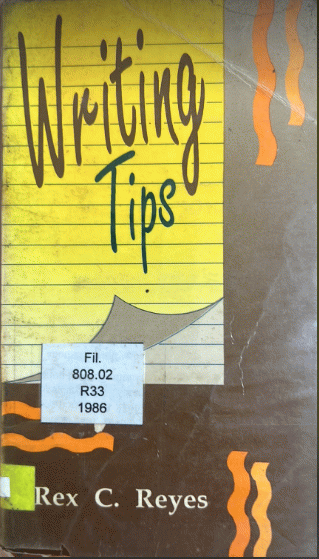 Writing
Tips
Fil.
808.02
R33
1986
Rex C. Reyes